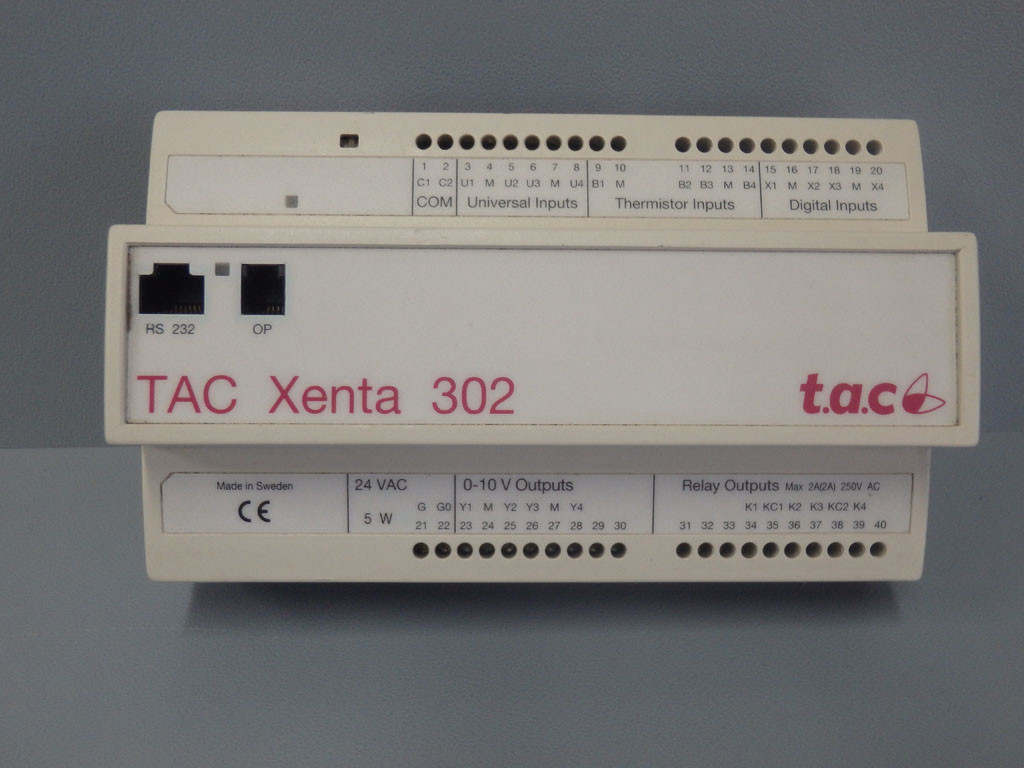 1 2 3 4 5 6 7 8 9 10 11 12 13 14 15 16 17 18 19 20
C1 C2 U1 M U2 U3 M U4 B1 M B2 B3 M B4 X1 M X2 X3 M X4
COM Universal Inputs Thermistor Inputs Digital Inputs
RS 232 OP
TAC Xenta 302
t.a.c
Made in Sweden
CE
24 VAC
5 W
G G0
21 22
0-10 V Outputs
Y1 M Y2 Y3 M Y4
23 24 25 26 27 28 29 30
Relay Outputs Max 2A(2A) 250V AC
K1 KC1 K2 K3 KC2 K4
31 32 33 34 35 36 37 38 39 40